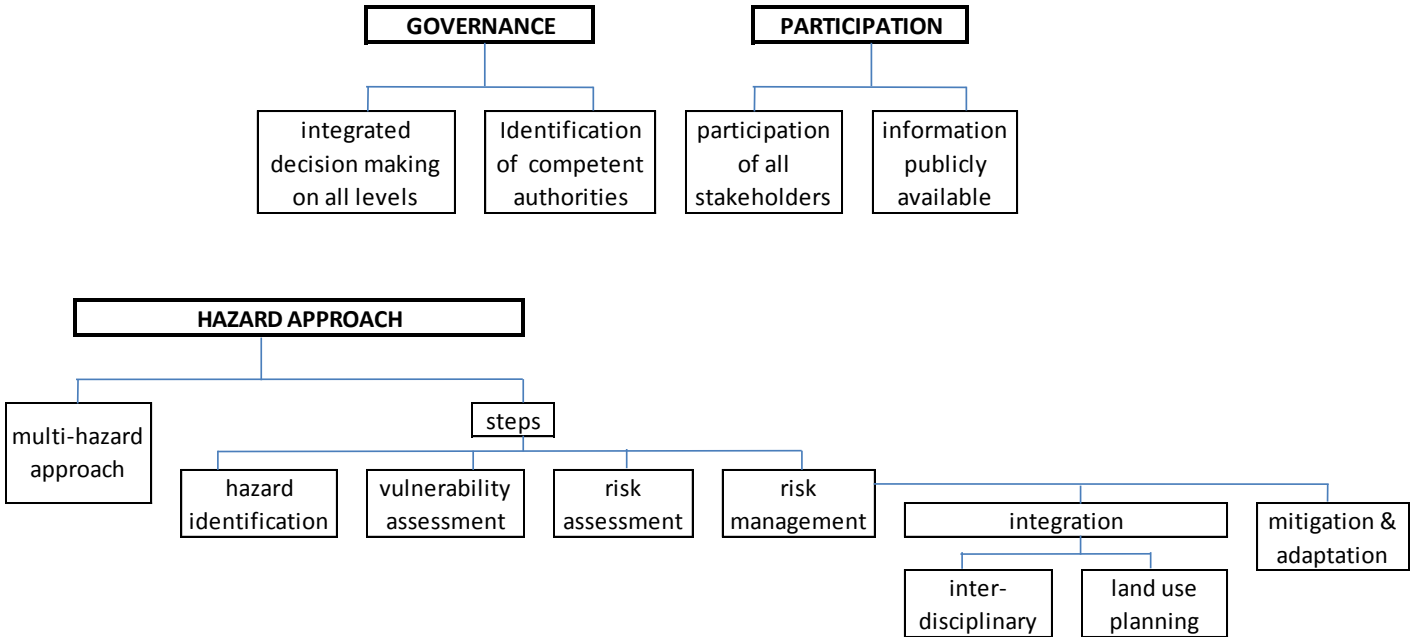 GOVERNANCE
PARTICIPATION
integrated
decision making
on all levels
Identification
of competent
authorities
participation
of all
stakeholders
information
publicly
available
HAZARD APPROACH
multi-hazard
approach
steps
hazard
identification
vulnerability
assessment
risk
assessment
risk
management
integration
mitigation &
adaptation
inter-
disciplinary
land use
planning